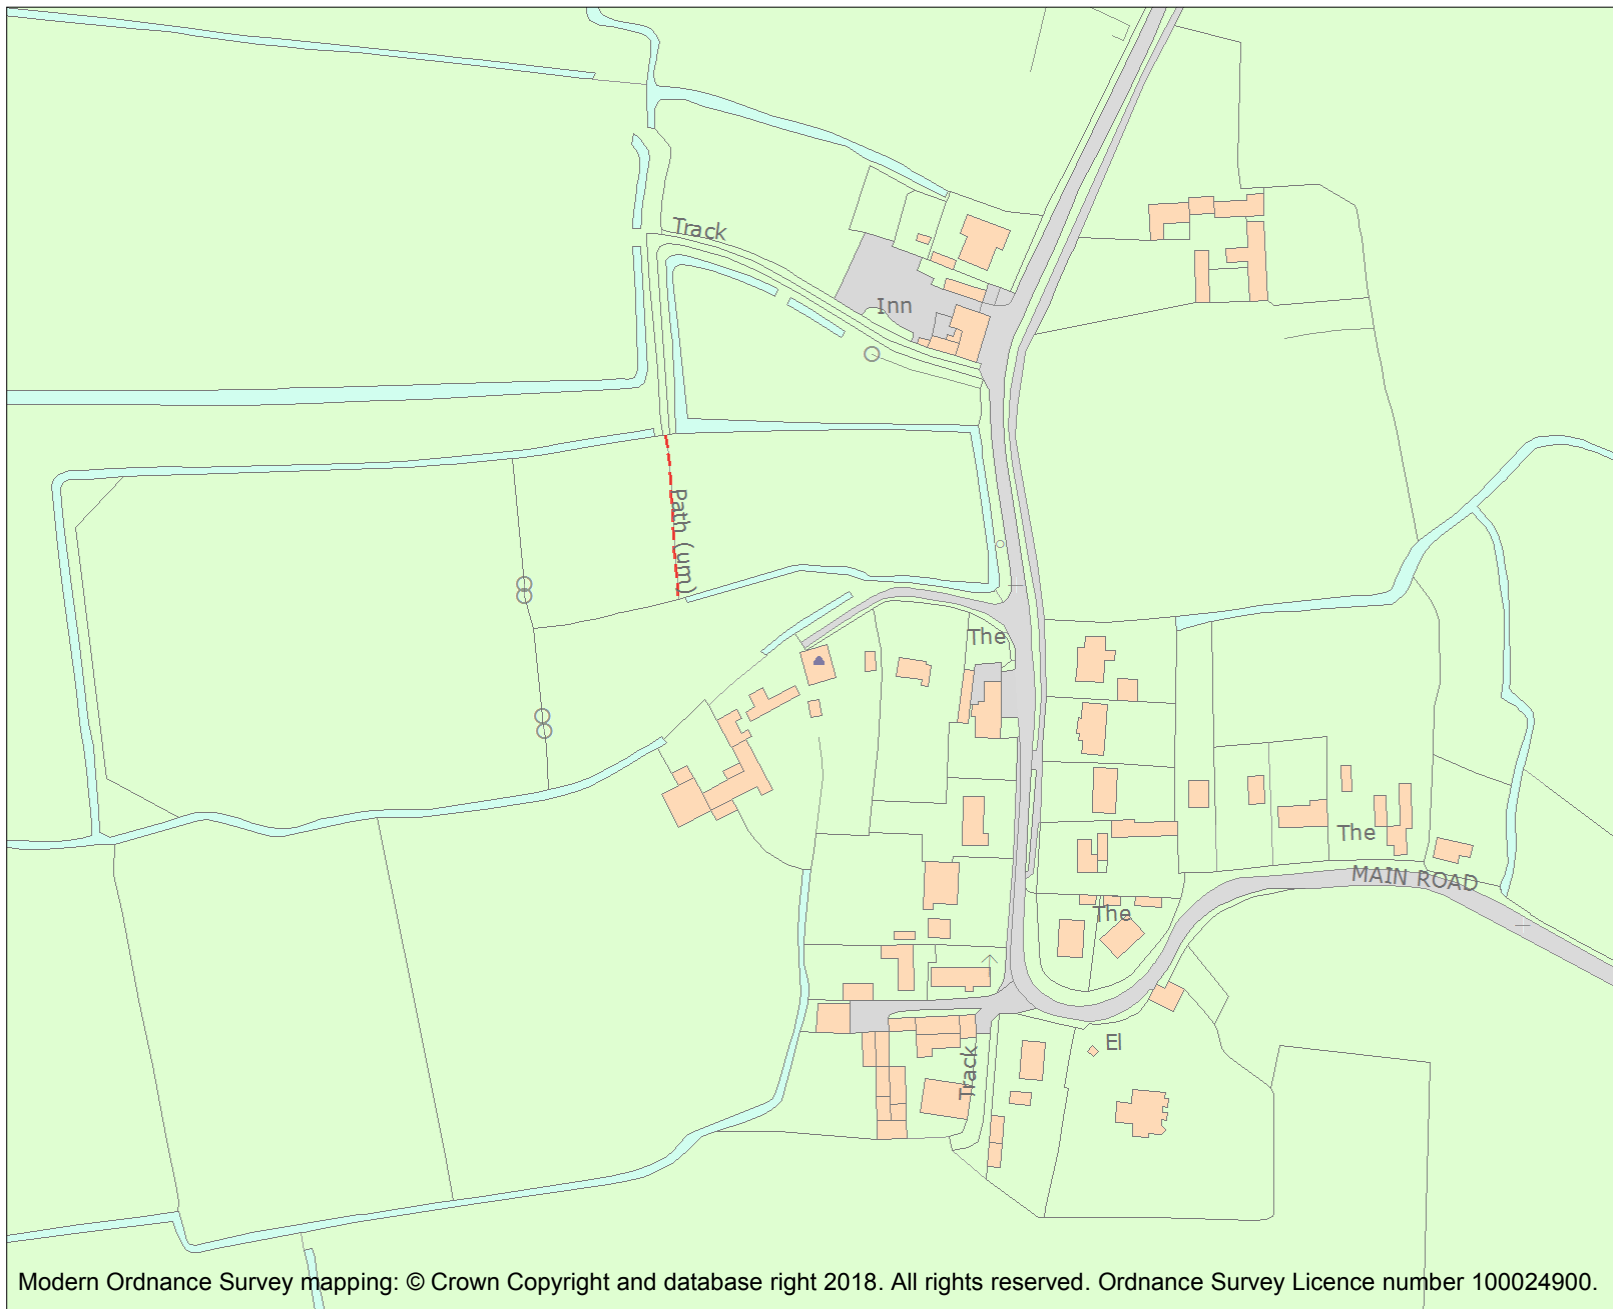 Track
Inn
Path (um)
The
The
MAIN ROAD
The
El
Track
Modern Ordnance Survey mapping: © Crown Copyright and database right 2018. All rights reserved. Ordnance Survey Licence number 100024900.